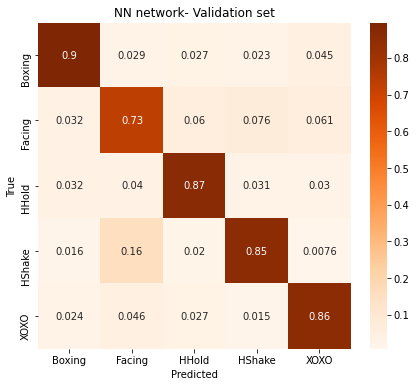 NN network- Validation set
Boxing 0.9 0.029 0.027 0.023 0.045
Facing 0.032 0.73 0.06 0.076 0.061
HHold 0.032 0.04 0.87 0.031 0.03
HShake 0.016 0.16 0.02 0.85 0.0076
XOXO 0.024 0.046 0.027 0.015 0.86
True
Boxing Facing HHold HShake XOXO
Predicted
0.8
0.7
0.6
0.5
0.4
0.3
0.2
0.1